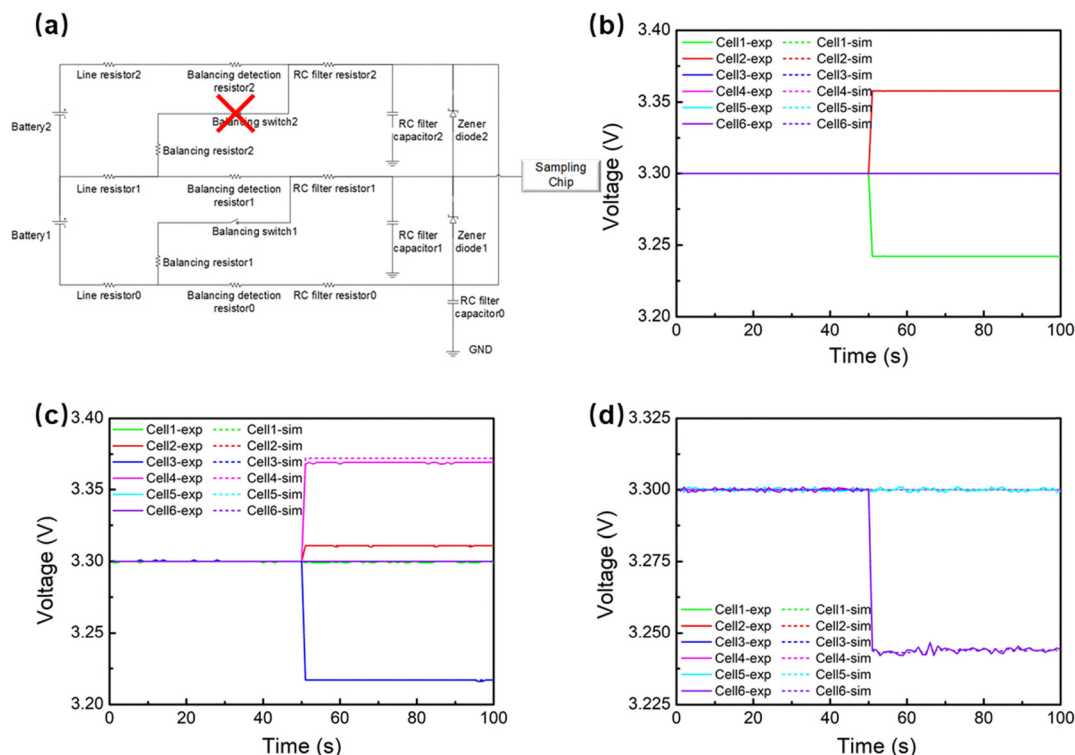 (a)
Line resistor2
Balancing detection
resistor2
RC filter resistor2
Battery2
Balancing switch2
RC filter
capacitor2
Zener
diode2
Balancing resistor2
Sampling
Chip
Line resistor1
Balancing detection
resistor1
RC filter resistor1
Battery1
Balancing switch1
RC filter
capacitor1
Zener
diode1
Balancing resistor1
Line resistor0
Balancing detection
resistor0
RC filter resistor0
RC filter
capacitor0
GND
(b)
3.40
3.35
3.30
3.25
3.20
Voltage (V)
Cell1-exp Cell1-sim
Cell2-exp Cell2-sim
Cell3-exp Cell3-sim
Cell4-exp Cell4-sim
Cell5-exp Cell5-sim
Cell6-exp Cell6-sim
0 20 40 60 80 100
Time (s)
(c)
3.40
3.35
3.30
3.25
3.20
Voltage (V)
Cell1-exp Cell1-sim
Cell2-exp Cell2-sim
Cell3-exp Cell3-sim
Cell4-exp Cell4-sim
Cell5-exp Cell5-sim
Cell6-exp Cell6-sim
0 20 40 60 80 100
Time (s)
(d)
3.325
3.300
3.275
3.250
3.225
Voltage (V)
Cell1-exp Cell1-sim
Cell2-exp Cell2-sim
Cell3-exp Cell3-sim
Cell4-exp Cell4-sim
Cell5-exp Cell5-sim
Cell6-exp Cell6-sim
0 20 40 60 80 100
Time (s)